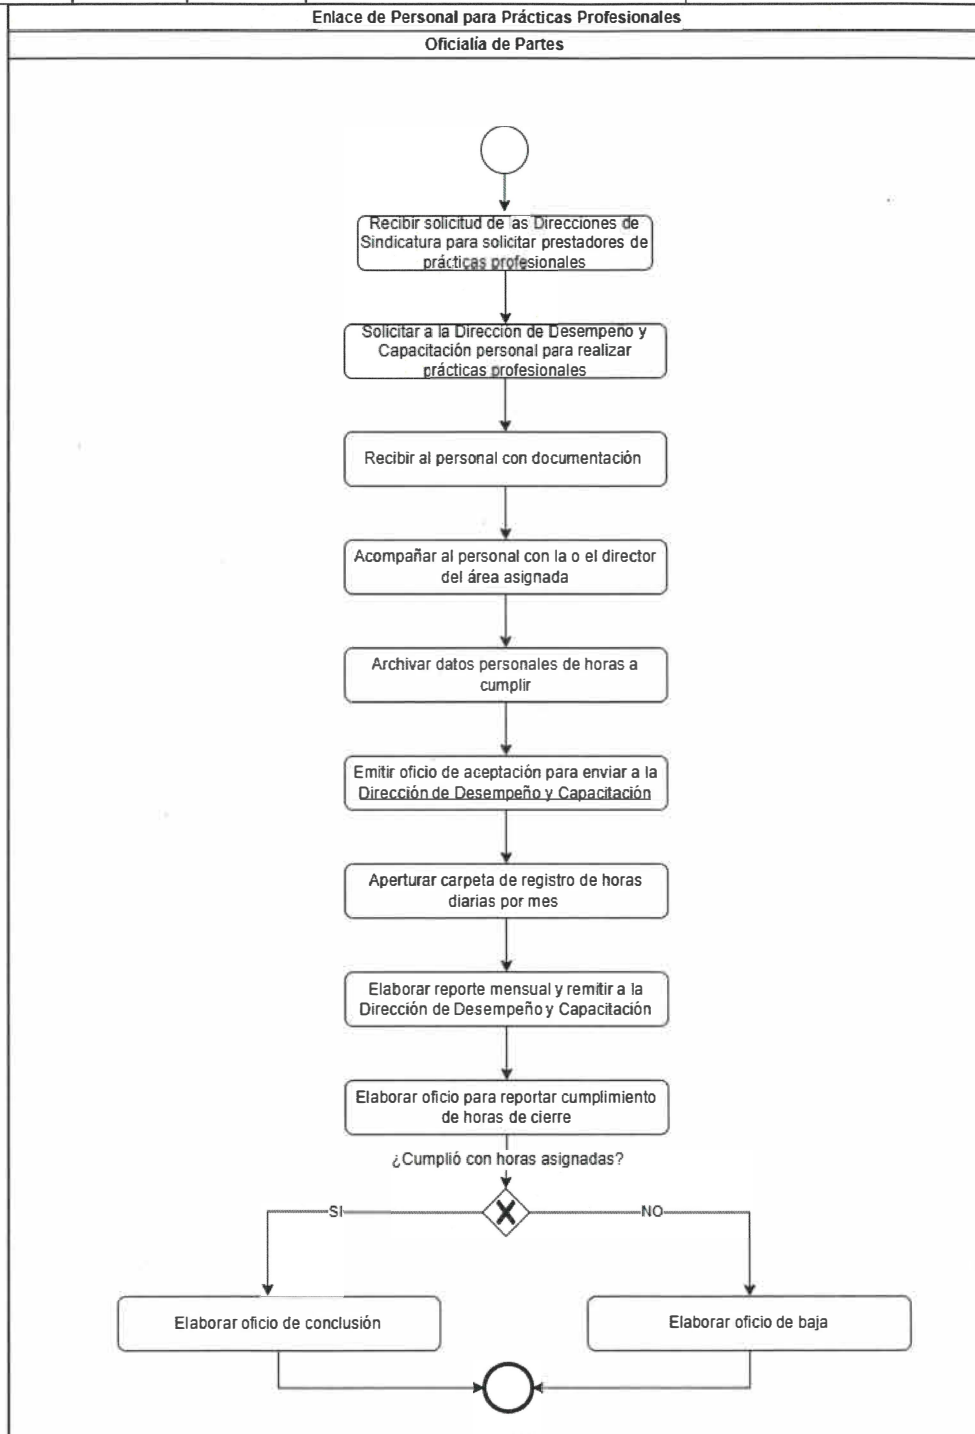 Enlace de Personal para Prácticas Profesionales
Oficialía de Partes
Recibir solicitud de las Direcciones de
Sindicatura para solicitar prestadores de
prácticas profesionales
Solicitar a la Dirección de Desempeño y
Capacitación personal para realizar
prácticas profesionales
Recibir al personal con documentación
Acompañar al personal con la o el director
del área asignada
Archivar datos personales de horas a
cumplir
Emitir oficio de aceptación para enviar a la
Dirección de Desempeño y Capacitación
Aperturar carpeta de registro de horas
diarias por mes
Elaborar reporte mensual y remitir a la
Dirección de Desempeño y Capacitación
Elaborar oficio para reportar cumplimiento
de horas de cierre
¿Cumplió con horas asignadas?
SI
NO
Elaborar oficio de conclusión
Elaborar oficio de baja